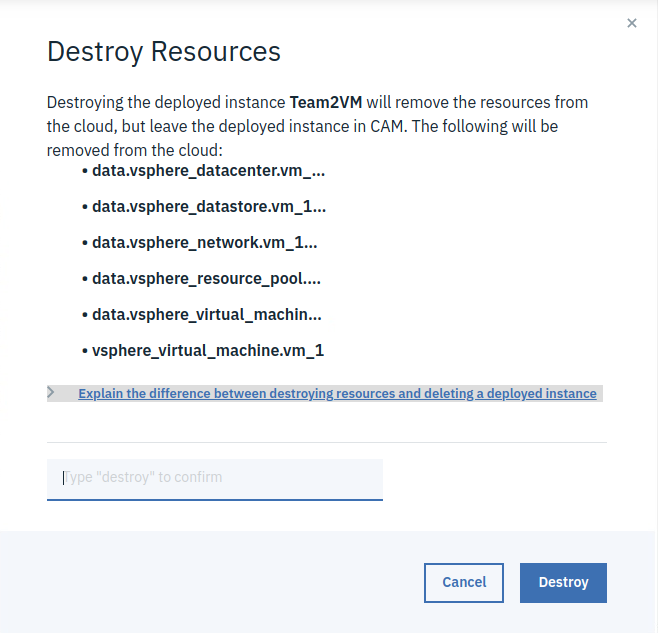 Destroy Resources
Destroying the deployed instance Team2VM will remove the resources from
the cloud, but leave the deployed instance in CAM. The following will be
removed from the cloud:
• data.vsphere_datacenter.vm_...
• data.vsphere_datastore.vm_1...
• data.vsphere_network.vm_1...
• data.vsphere_resource_pool....
• data.vsphere_virtual_machin...
• vsphere_virtual_machine.vm_1
Explain the difference between destroying resources and deleting a deployed instance
Type "destroy" to confirm
Cancel Destroy